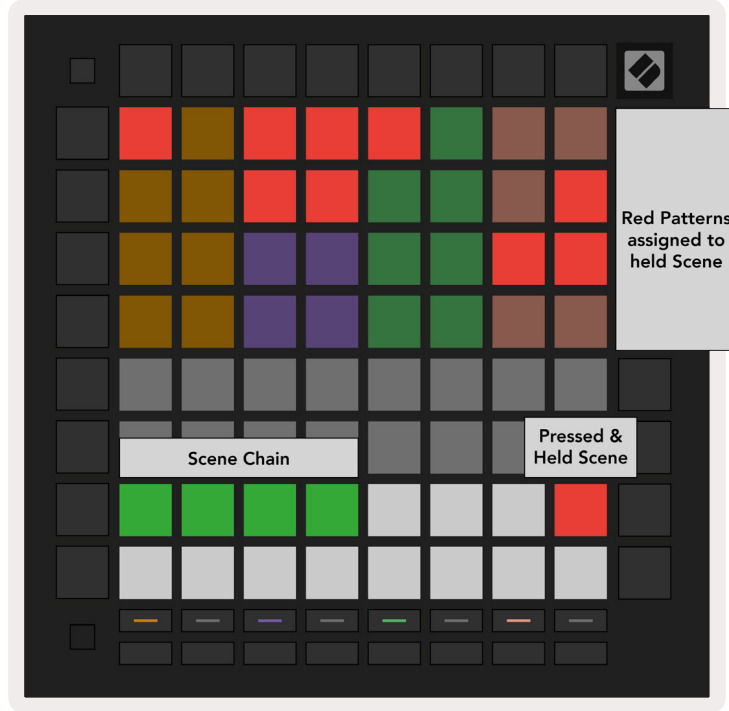 Red Patterns
assigned to
held Scene
Pressed &
Held Scene
Scene Chain